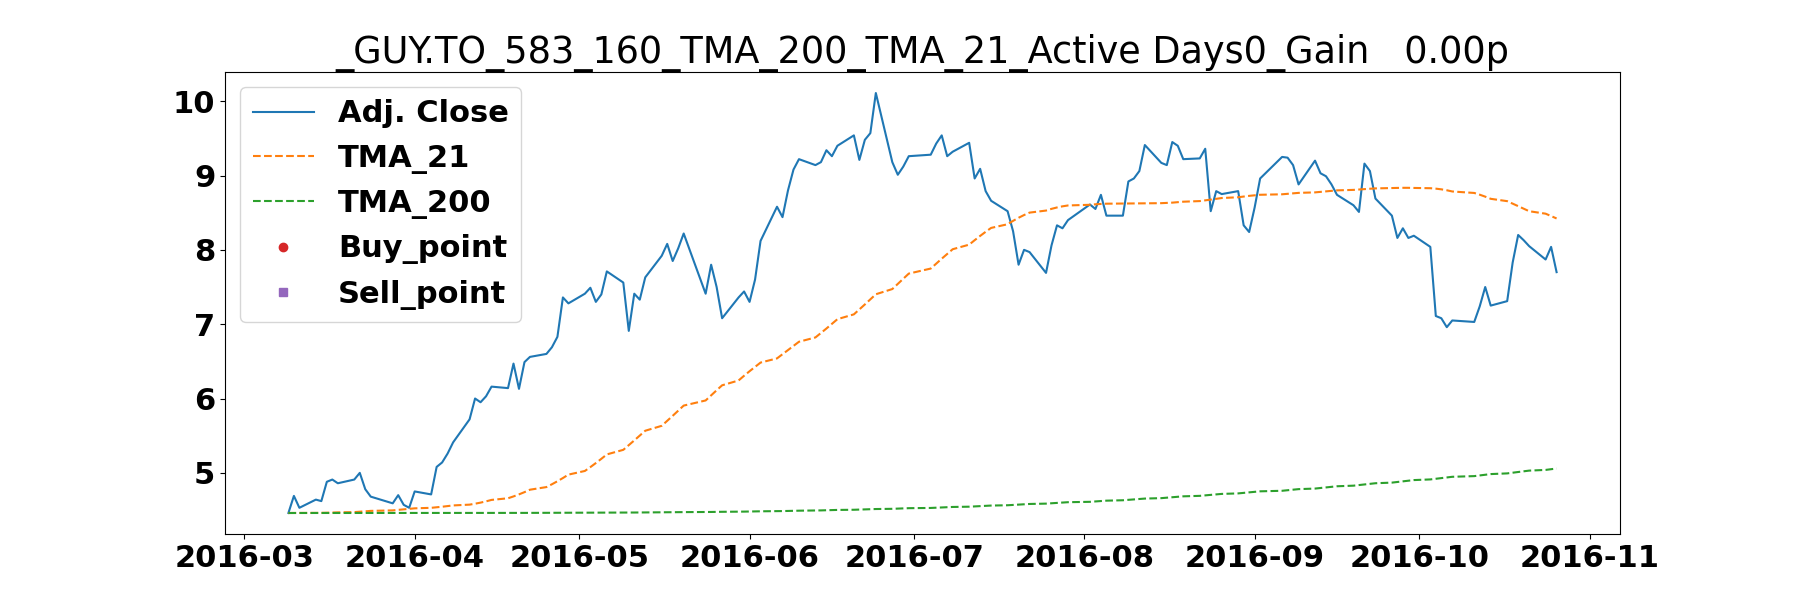 _GUY.TO_583_160_TMA_200_TMA_21_Active Days0_Gain   0.00p
10
9
8
7
6
5
Adj. Close
TMA_21
TMA_200
Buy_point
Sell_point
2016-03 2016-04 2016-05 2016-06 2016-07 2016-08 2016-09 2016-10 2016-11